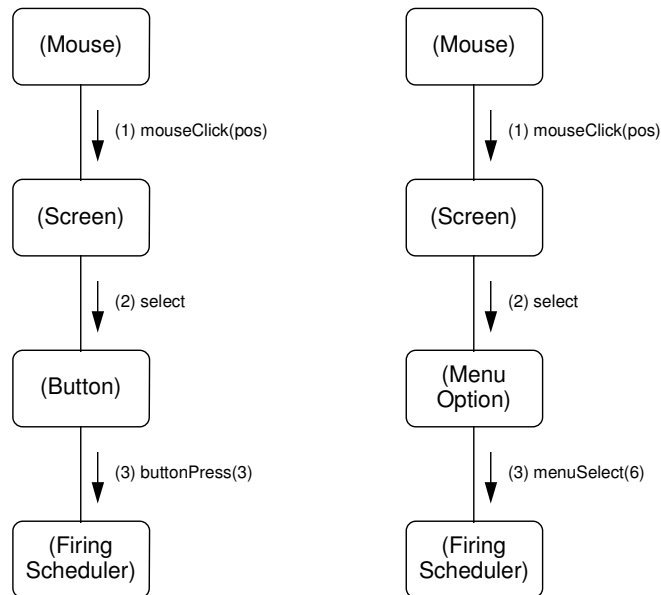 (Mouse)
(1) mouseClick(pos)
(Screen)
(2) select
(Button)
(3) buttonPress(3)
(Firing
Scheduler)
(Mouse)
(1) mouseClick(pos)
(Screen)
(2) select
(Menu
Option)
(3) menuSelect(6)
(Firing
Scheduler)